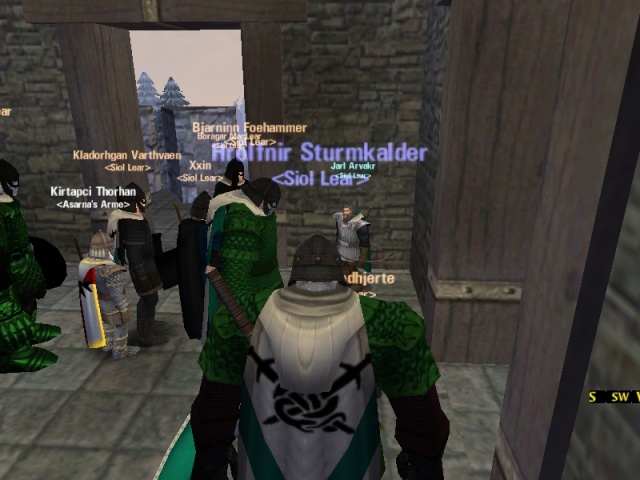 ear
Bjarninn Foehammer
Boragar MacLear
<Siol Lear>
Hrolfnir Sturmkalder
<Siol Lear>
Kladorhgan Varthvaen
<Siol Lear>
Xxin
<Siol Lear>
Jarl Arvakr
<Siol Lear>
Kirtapci Thorhan
<Asarna's Arme>
dhjerte
S SW W